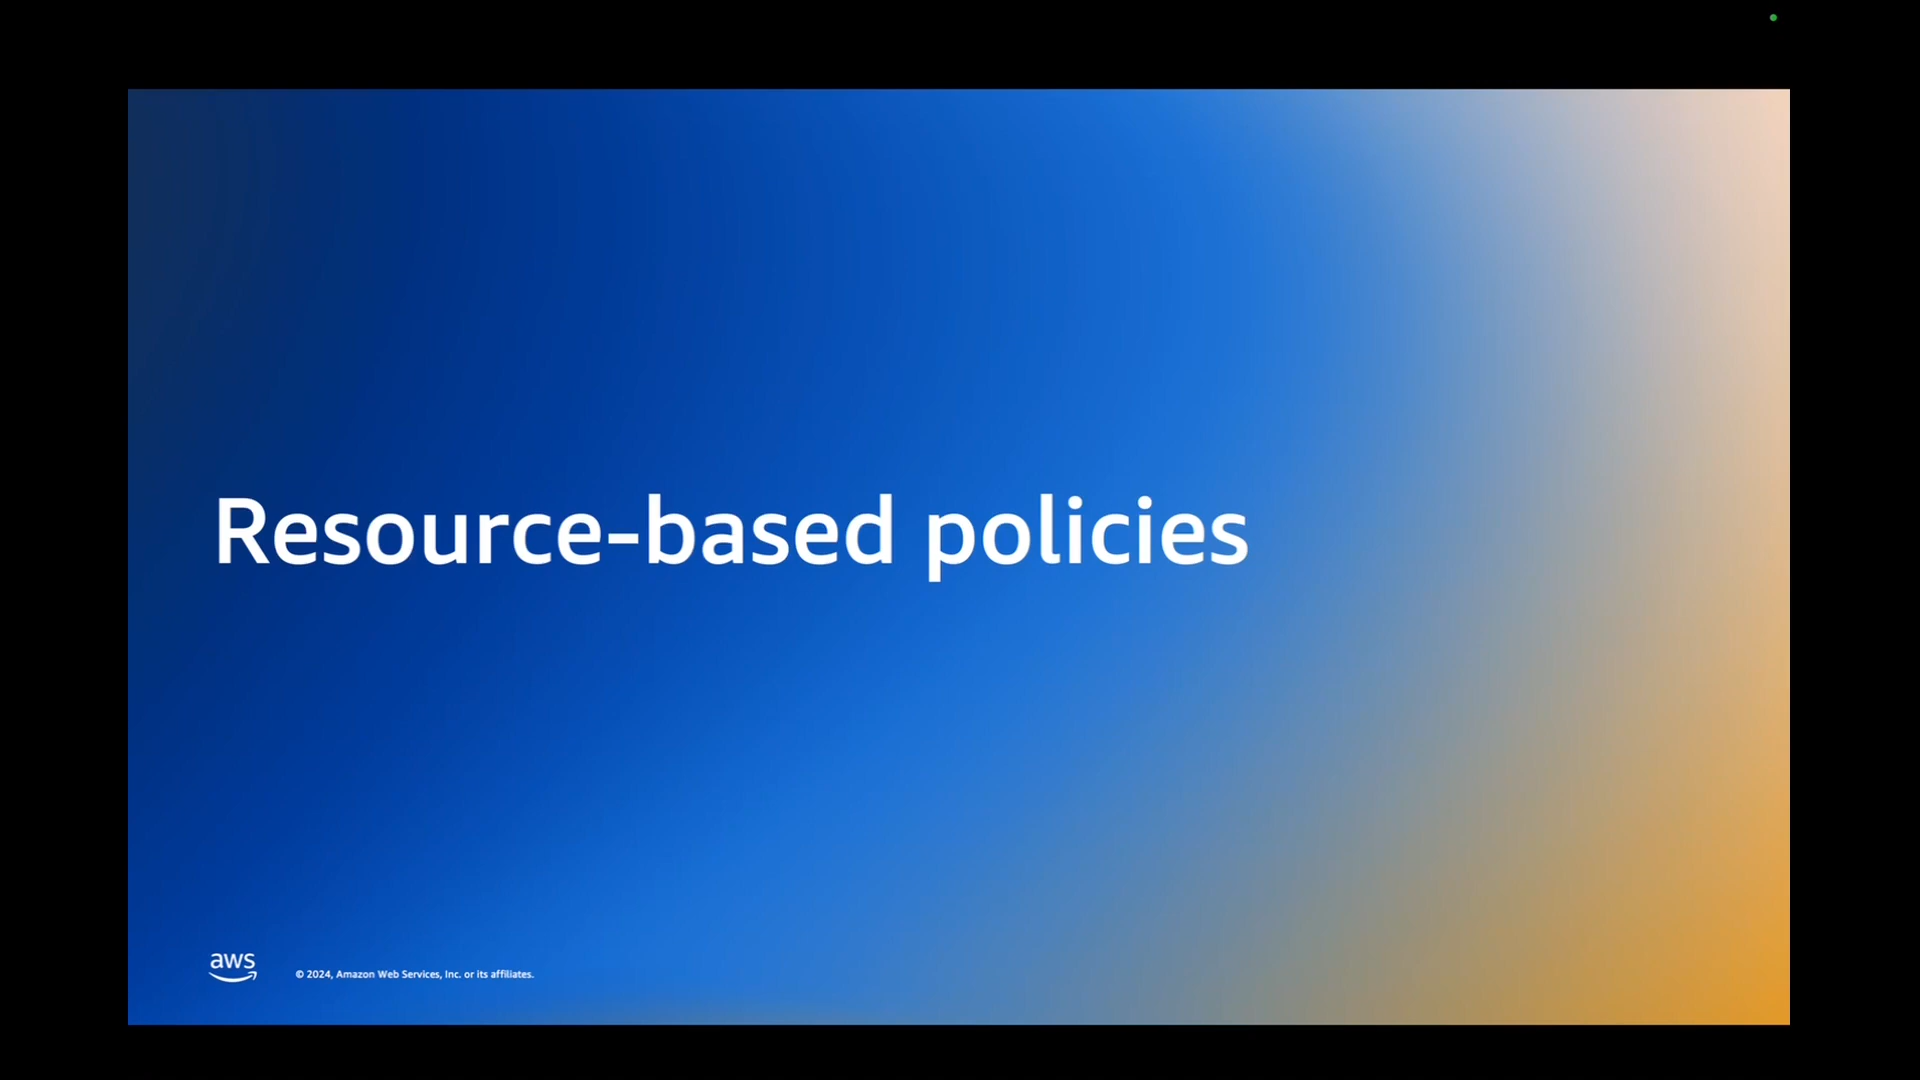 Resource-based policies
aws
© 2024, Amazon Web Services, Inc. or its affiliates.